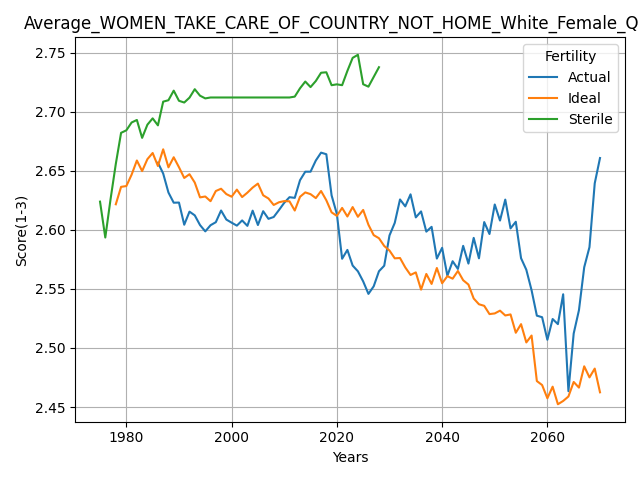 Average_WOMEN_TAKE_CARE_OF_COUNTRY_NOT_HOME_White_Female_Q
Fertility
Actual
Ideal
Sterile
Score(1-3)
2.75
2.70
2.65
2.60
2.55
2.50
2.45
1980 2000 2020 2040 2060
Years